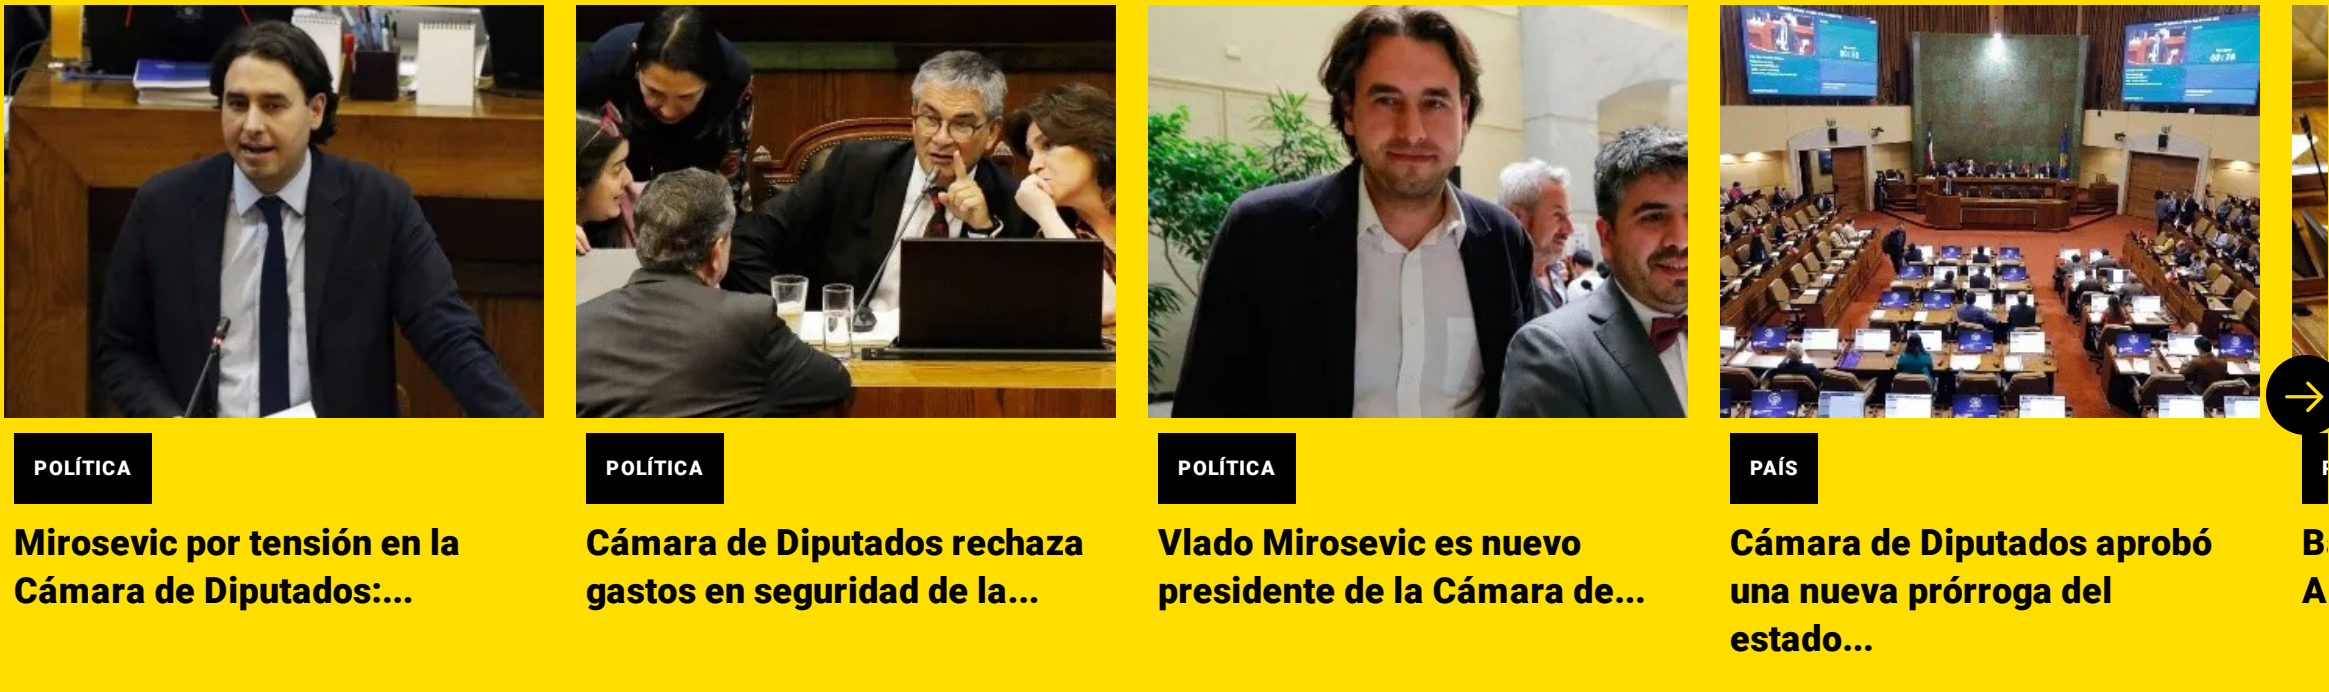 POLÍTICA
Mirosevic por tensión en la
Cámara de Diputados:...
POLÍTICA
Cámara de Diputados rechaza
gastos en seguridad de la...
POLÍTICA
Vlado Mirosevic es nuevo
presidente de la Cámara de...
PAÍS
Cámara de Diputados aprobó
una nueva prórroga del
estado...